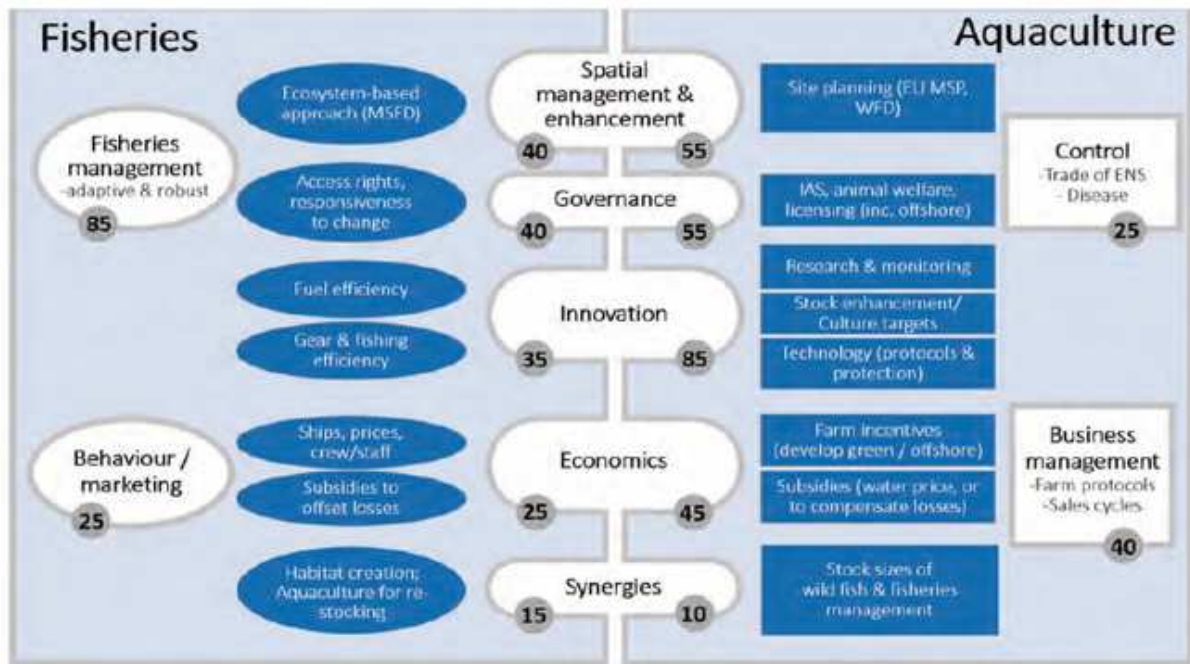 Fisheries
Aquaculture
Fisheries
management
-adaptive & robust
85
Behaviour /
marketing
25
Ecosystem-based
approach (MSFD)
Access rights,
responsiveness
to change
Fuel efficiency
Gear & fishing
efficiency
Ships, prices,
crew/staff
Subsidies to
offset losses
Habitat creation;
Aquaculture for re-
stocking
Spatial
management &
enhancement
40
55
Governance
40
55
Innovation
35
85
Economics
25
45
Synergies
15
10
Site planning (EU MSP,
WFD)
IAS, animal welfare,
licensing (inc. offshore)
Research & monitoring
Stock enhancement/
Culture targets
Technology (protocols &
protection)
Farm incentives
(develop green / offshore)
Subsidies (water price, or
to compensate losses)
Stock sizes of
wild fish & fisheries
management
Control
-Trade of ENS
- Disease
25
Business
management
-Farm protocols
-Sales cycles
40